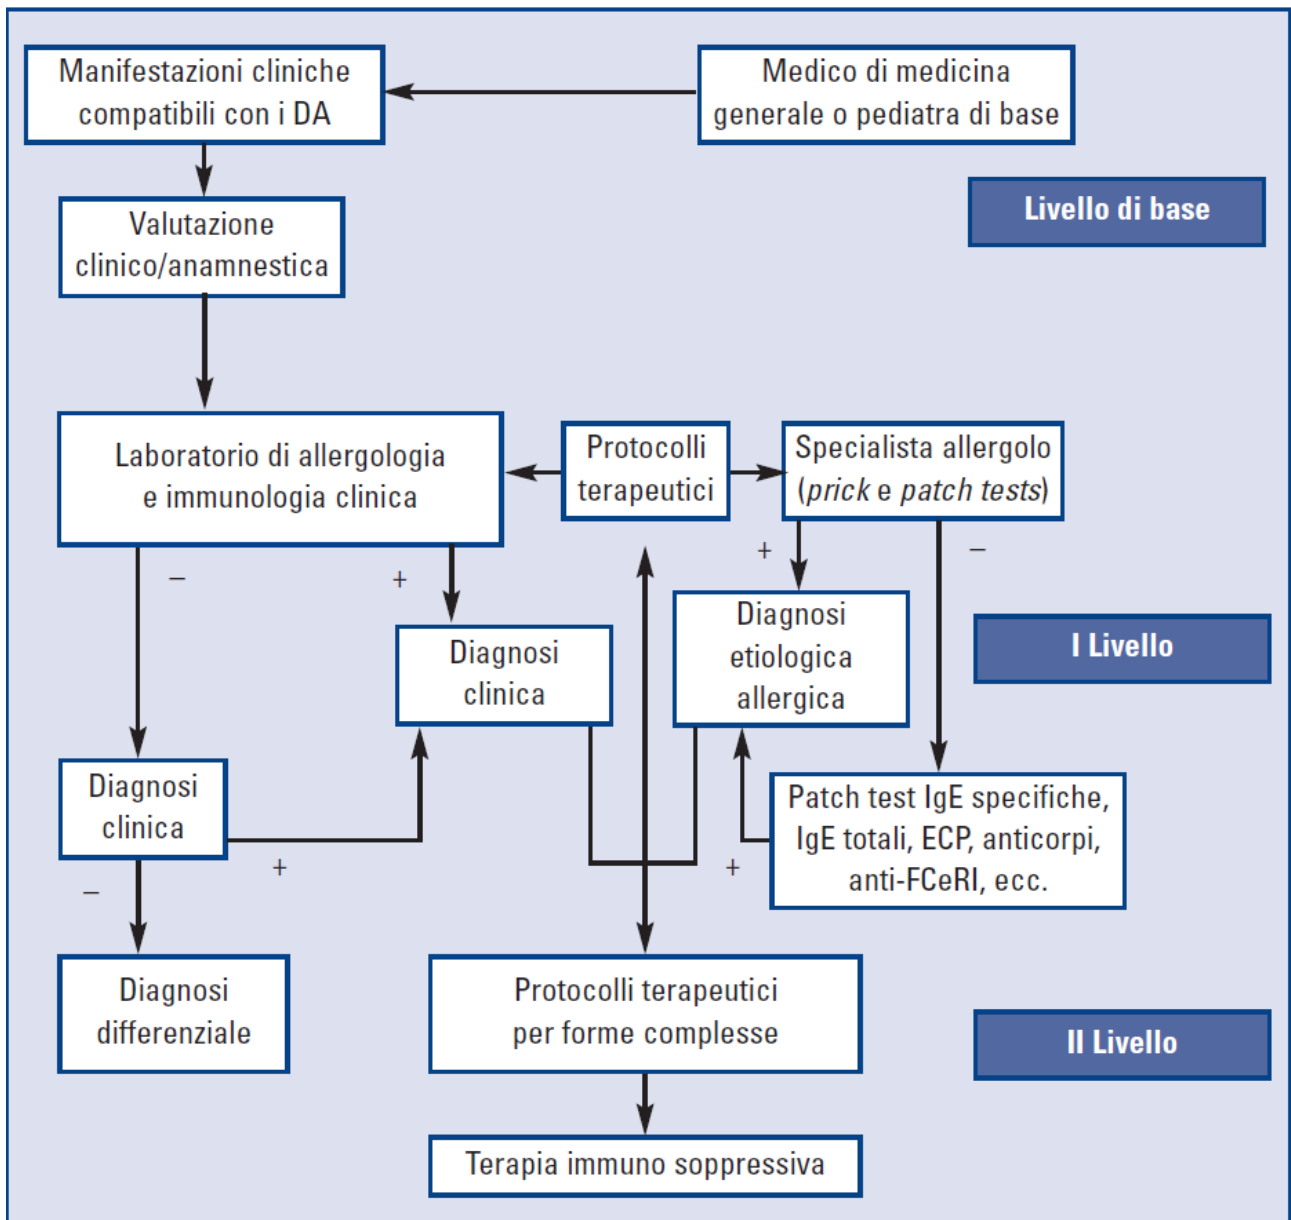 Manifestazioni cliniche
compatibili con i DA
Medico di medicina
generale o pediatra di base
Livello di base
Valutazione
clinico/anamnestica
Laboratorio di allergologia
e immunologia clinica
Protocolli
terapeutici
Specialista allergolo
(prick e patch tests)
–
+
+
–
Diagnosi
clinica
Diagnosi
etiologica
allergica
I Livello
Diagnosi
clinica
+
–
Patch test IgE specifiche,
IgE totali, ECP, anticorpi,
anti-FCeRI, ecc.
+
Diagnosi
differenziale
Protocolli terapeutici
per forme complesse
II Livello
Terapia immuno soppressiva